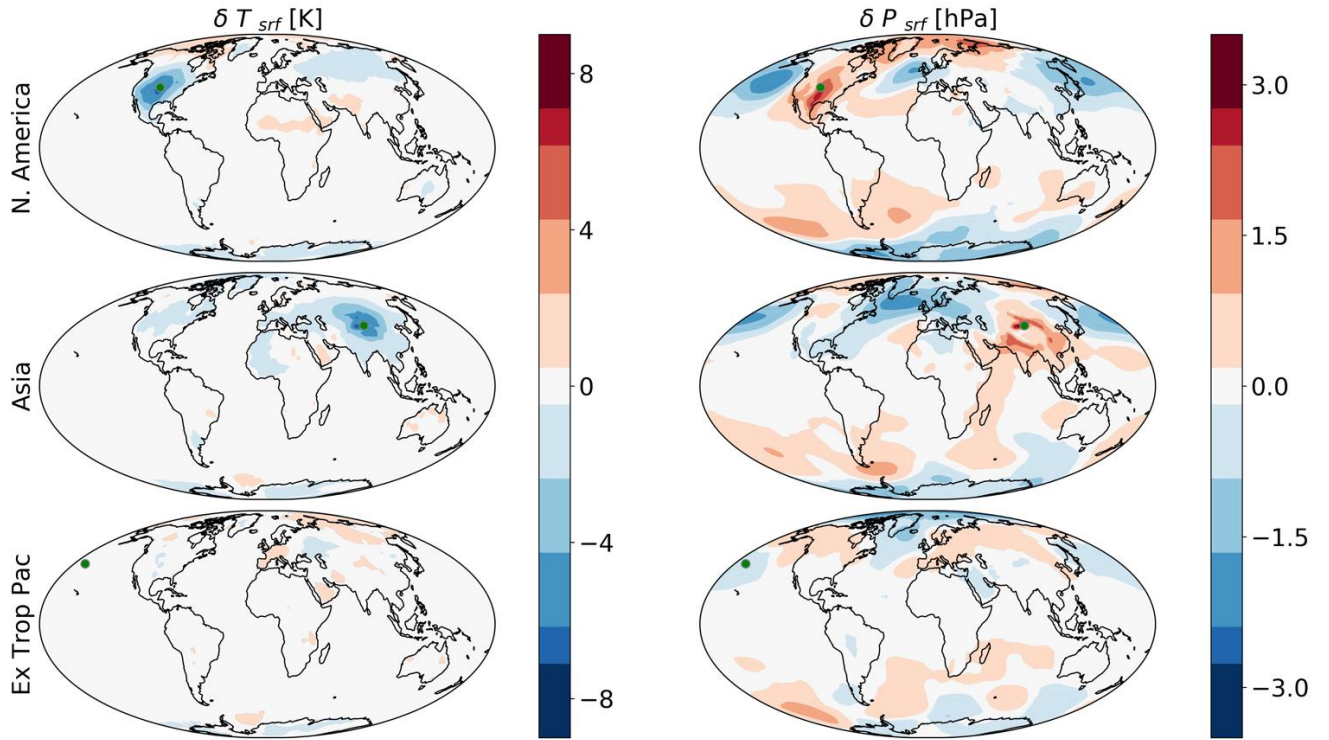 δ T srf [K]
δ P srf [hPa]
N. America
Asia
Ex Trop Pac
8
4
0
−4
−8
3.0
1.5
0.0
−1.5
−3.0